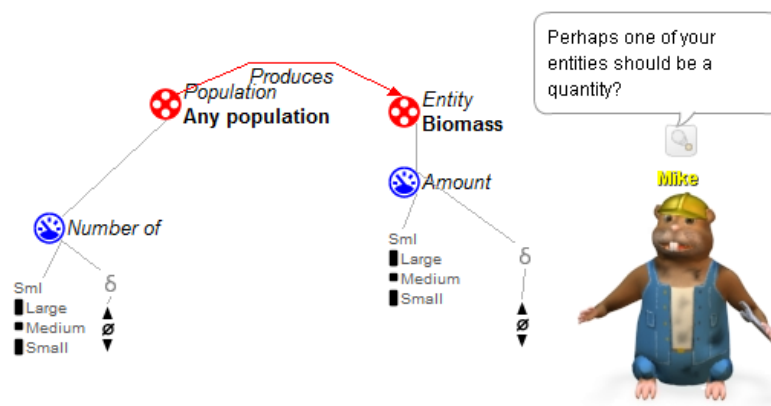 Perhaps one of your
entities should be a
quantity?
Mike
Produces
Population
Any population
Entity
Biomass
Number of
Sml
Large
Medium
Small
δ
ø
Amount
Sml
Large
Medium
Small
δ
ø